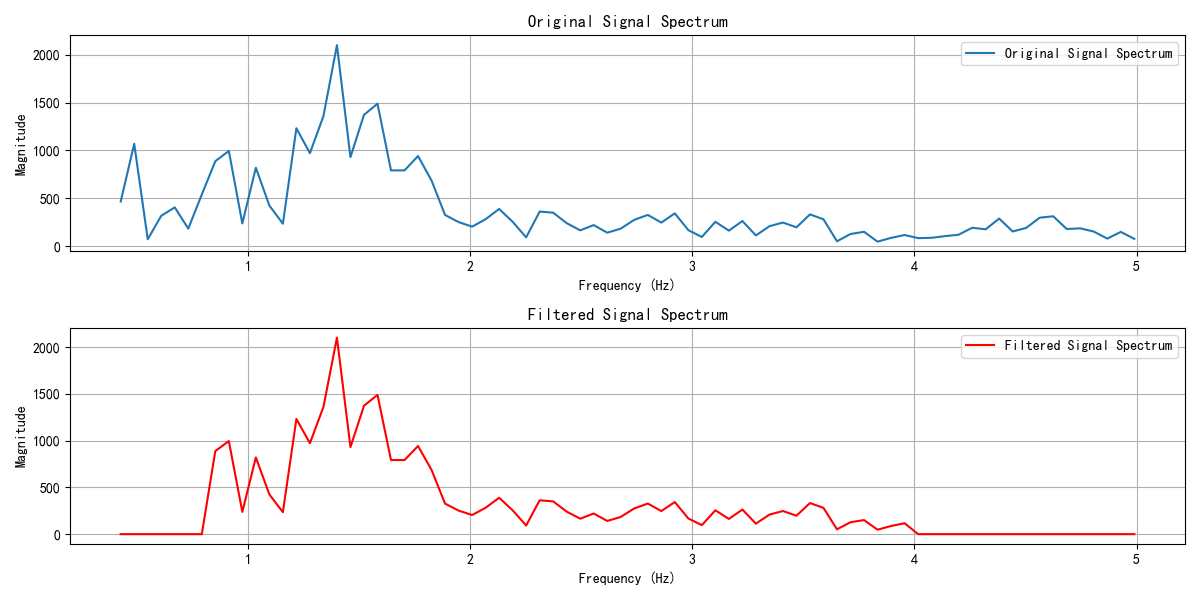 Original Signal Spectrum
Original Signal Spectrum
Magnitude
2000
1500
1000
500
0
1 2 3 4 5
Frequency (Hz)
Filtered Signal Spectrum
Filtered Signal Spectrum
Magnitude
2000
1500
1000
500
0
1 2 3 4 5
Frequency (Hz)